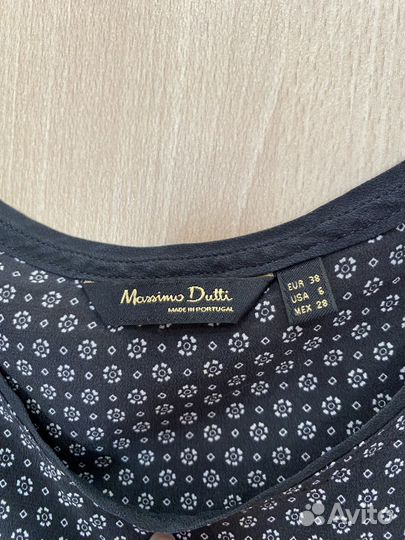 Massimo Dutti
MADE IN PORTUGAL
EUR 38
USA 6
MEX 28
Avito